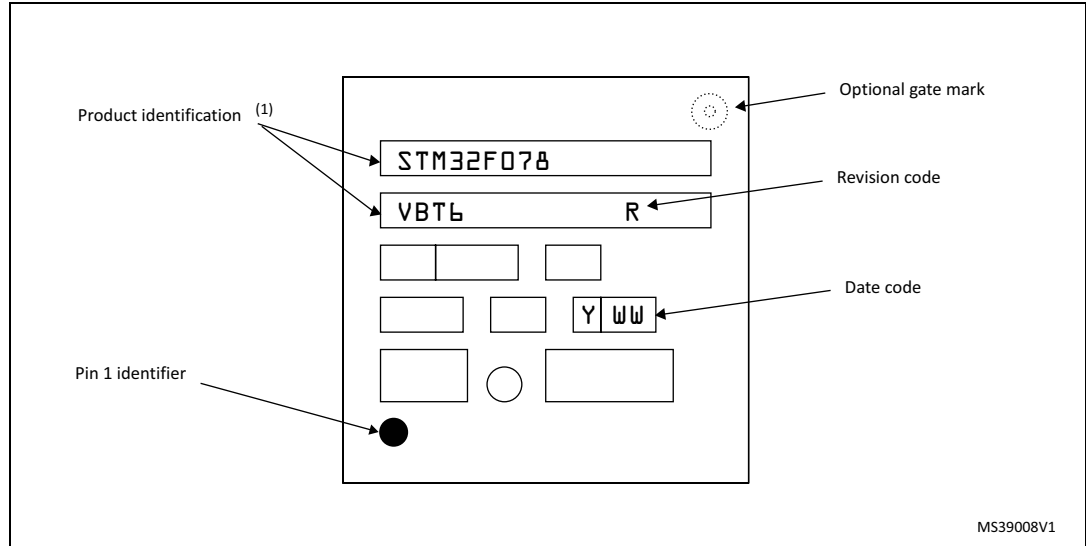 Optional gate mark
Product identification (1)
STM32F078
Revision code
VBT6 R
Date code
Y WW
Pin 1 identifier
MS39008V1